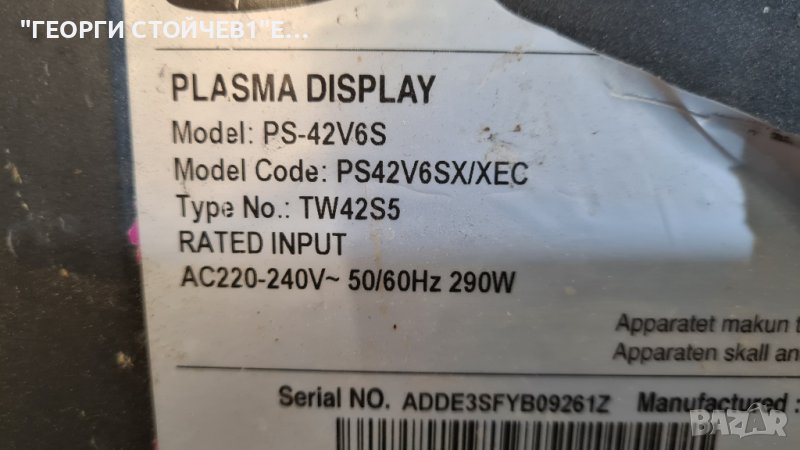 "ГЕОРГИ СТОЙЧЕВ1"Е...
PLASMA DISPLAY
Model: PS-42V6S
Model Code: PS42V6SX/XEC
Type No.: TW42S5
RATED INPUT
AC220-240V~ 50/60Hz 290W
Apparatet makun t
Apparaten skall an
Serial NO. ADDE3SFYB09261Z Manufactured :
BAZAR